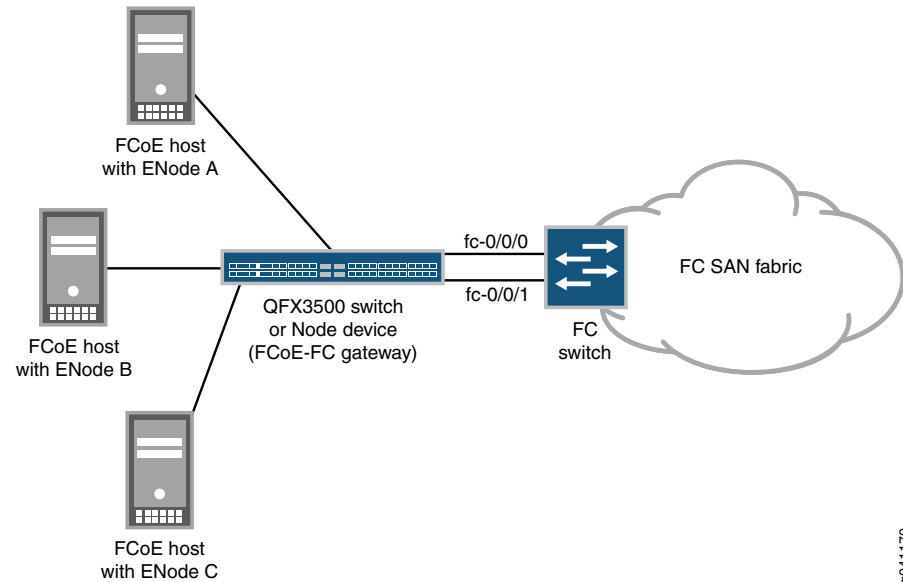 FCoE host
with ENode A
fc-0/0/0
FC SAN fabric
fc-0/0/1
QFX3500 switch
or Node device
(FCoE-FC gateway)
FC
switch
FCoE host
with ENode B
FCoE host
with ENode C